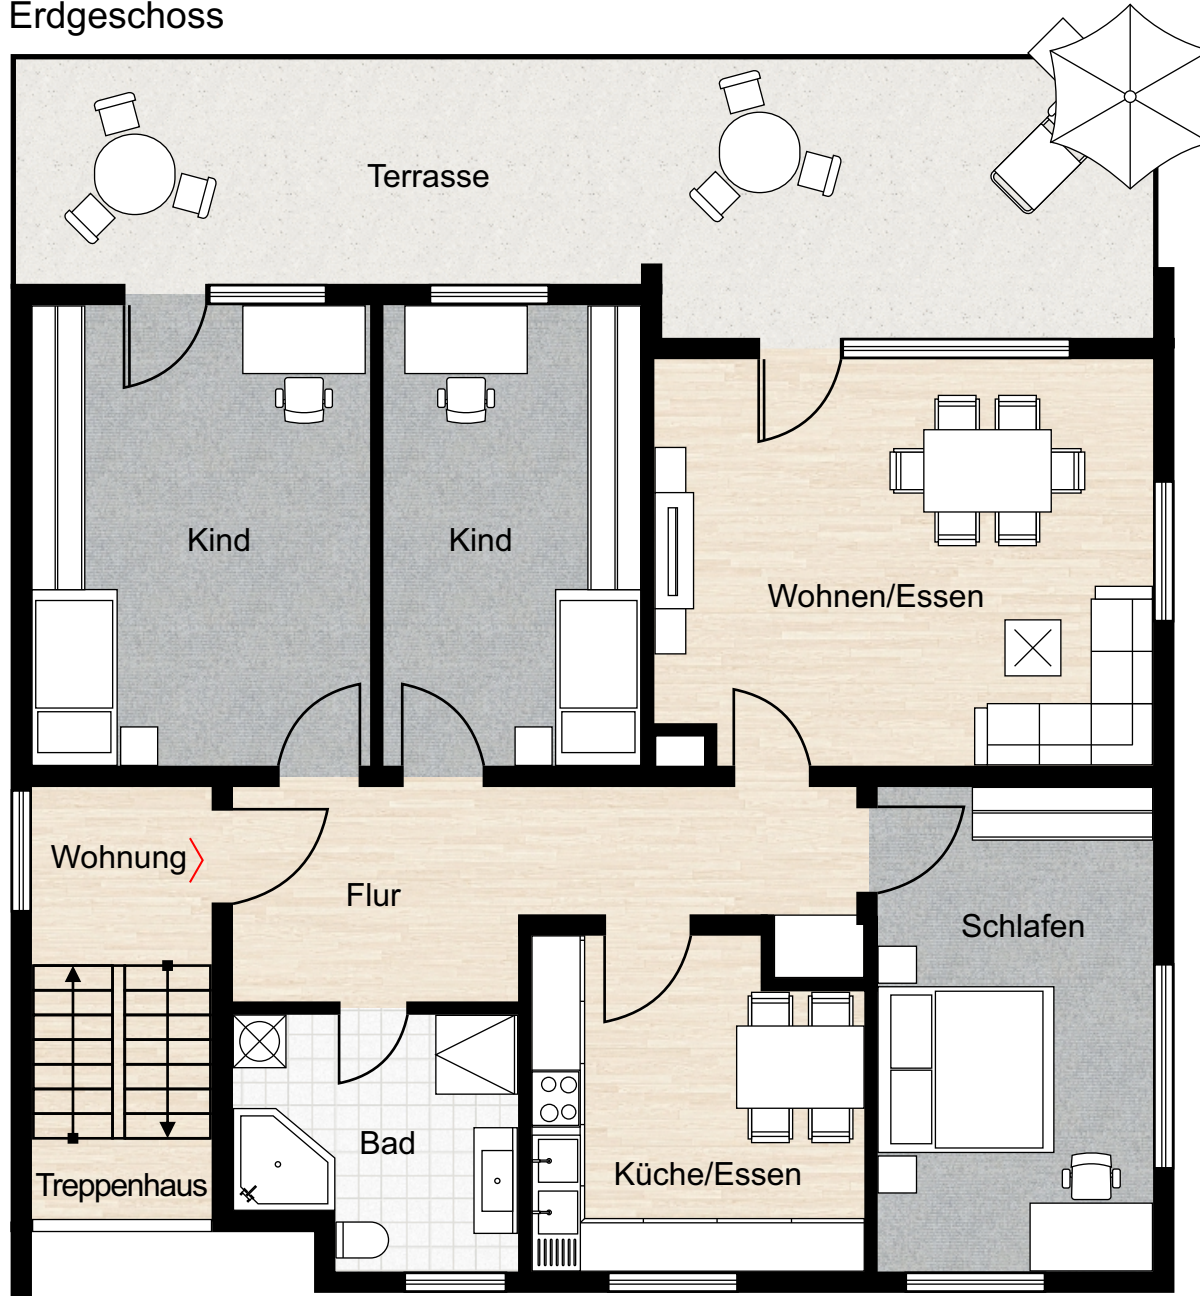 Erdgeschoss
Terrasse
Kind
Kind
Wohnen/Essen
Wohnung
Flur
Schlafen
Bad
Küche/Essen
Treppenhaus